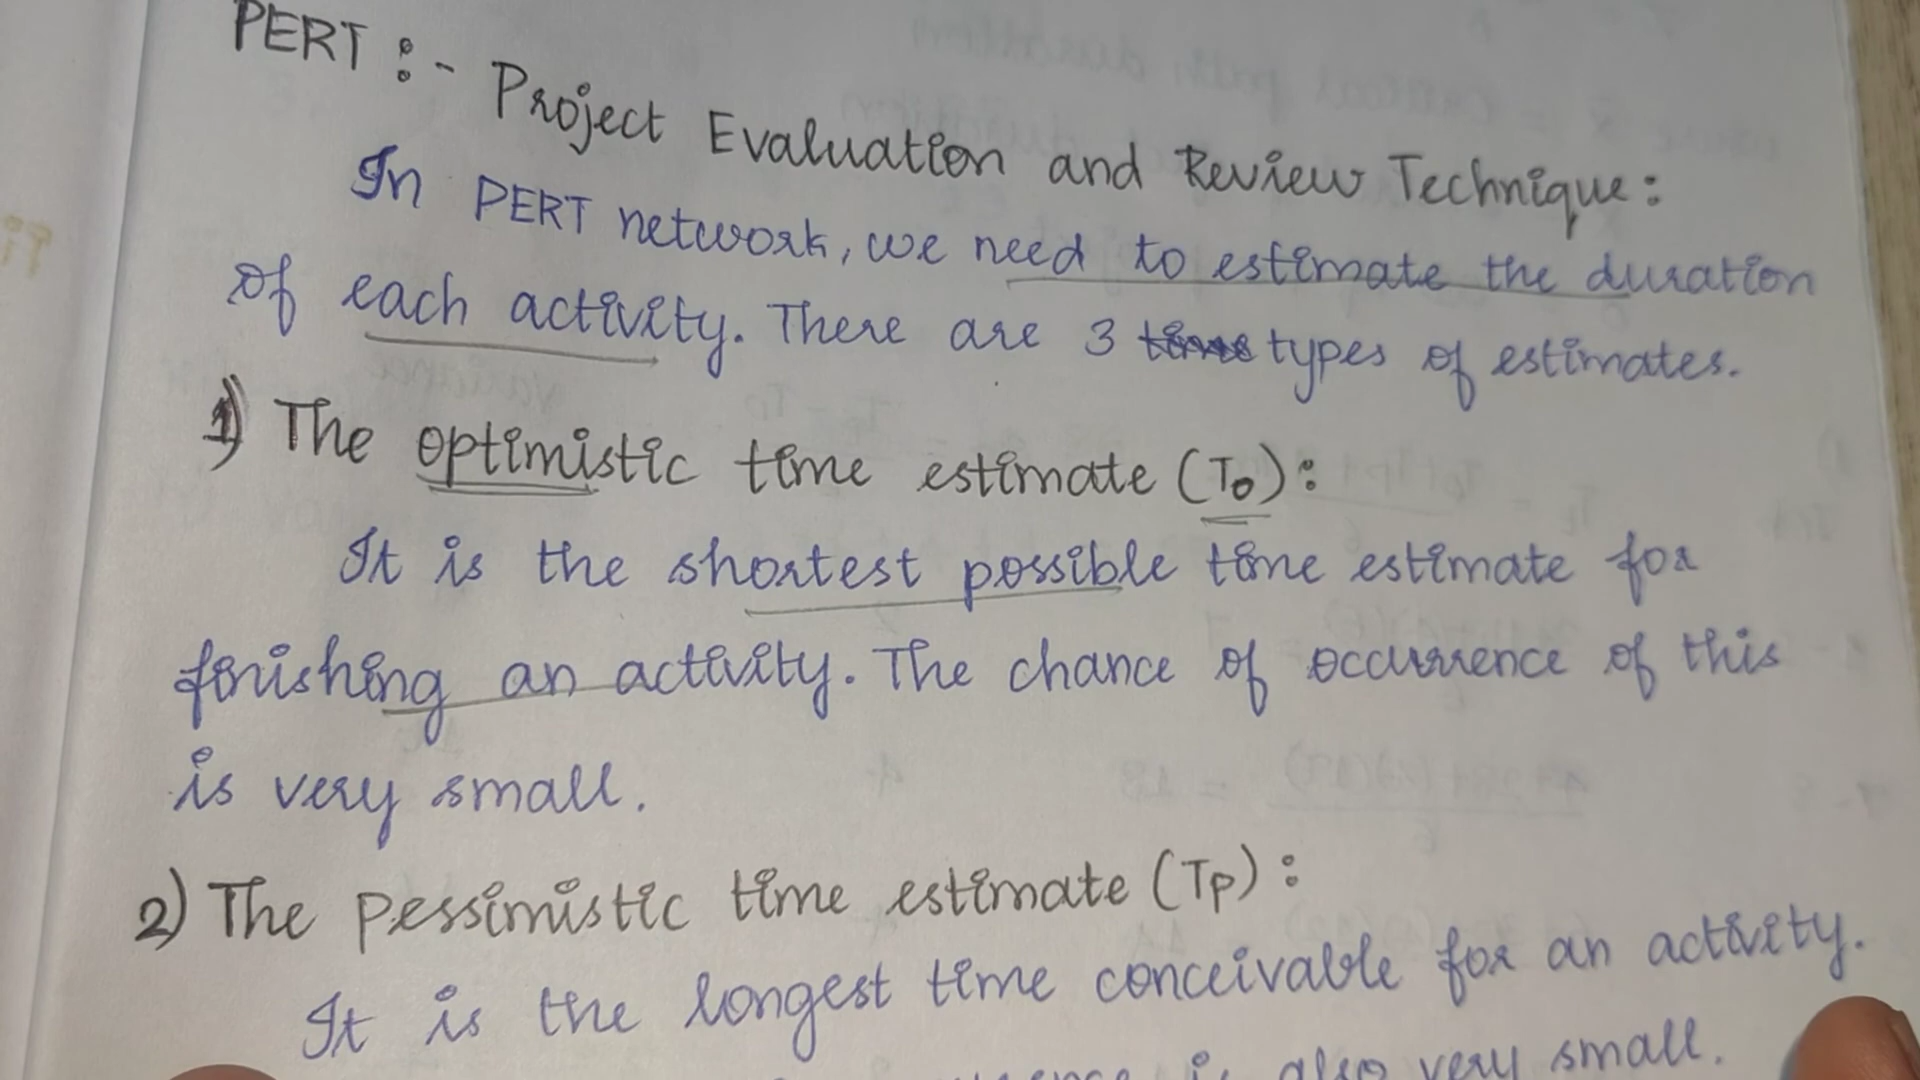 PERT :- Project Evaluation and Review Technique:
In PERT network, we need to estimate the duration
of each activity. There are 3 types of estimates.
1) The optimistic time estimate (To):
It is the shortest possible time estimate for
finishing an activity. The chance of occurrence of this
is very small.
2) The pessimistic time estimate (Tp):
It is the longest time conceivable for an activity.
is also very small.